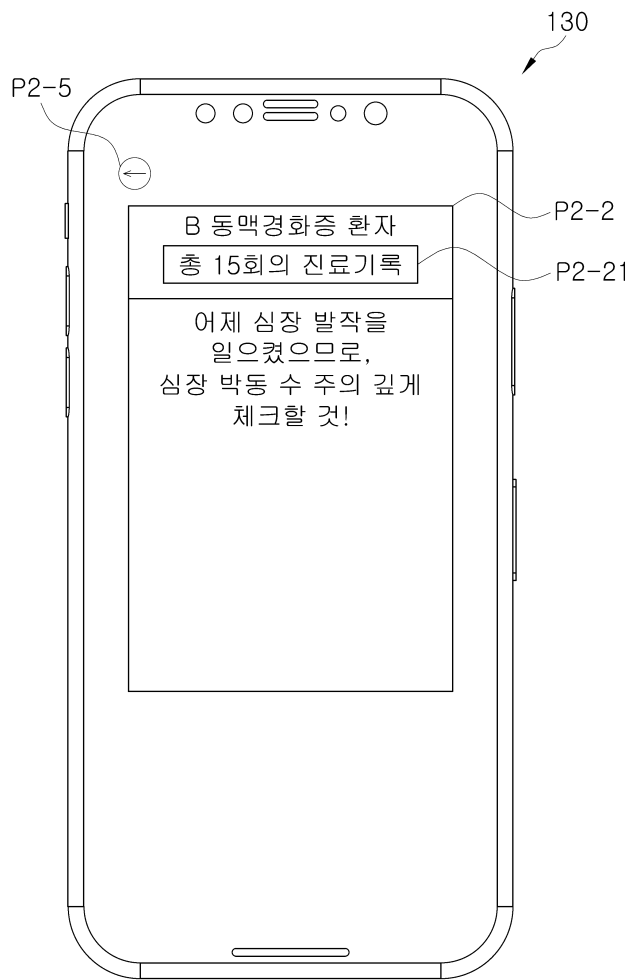 130
P2-5
P2-2
B 동맥경화증 환자
총 15회의 진료기록
P2-21
어제 심장 발작을
일으켰으므로,
심장 박동 수 주의 깊게
체크할 것!